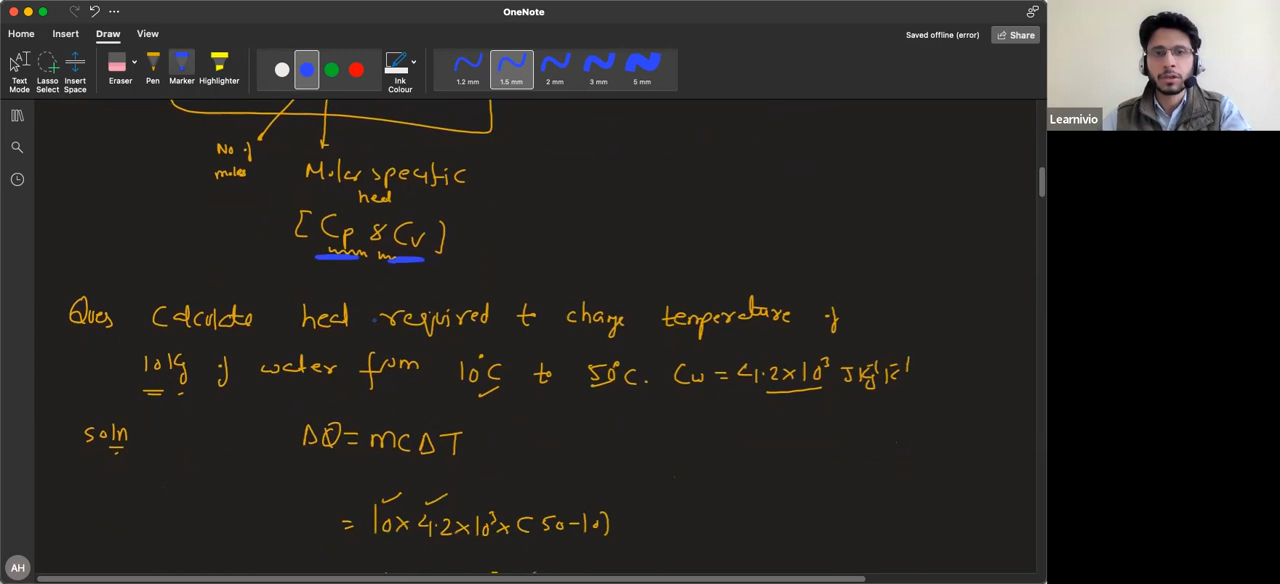 OneNote
Home Insert Draw View
Saved offline (error) Share
Text Mode
Lasso Select
Insert Space
Eraser
Pen
Marker
Highlighter
Ink Colour
1.2 mm
1.5 mm
2 mm
3 mm
5 mm
Learnivio
No of
moles
Molar specific
heat
[Cp & Cv]
Ques Calculate heat required to change temperature of
10kg of water from 10°C to 50°C. Cw = 4.2×10³ J Kg⁻¹ K⁻¹
soln
ΔQ = mCΔT
= 10× 4.2×10³× (50-10)
AH